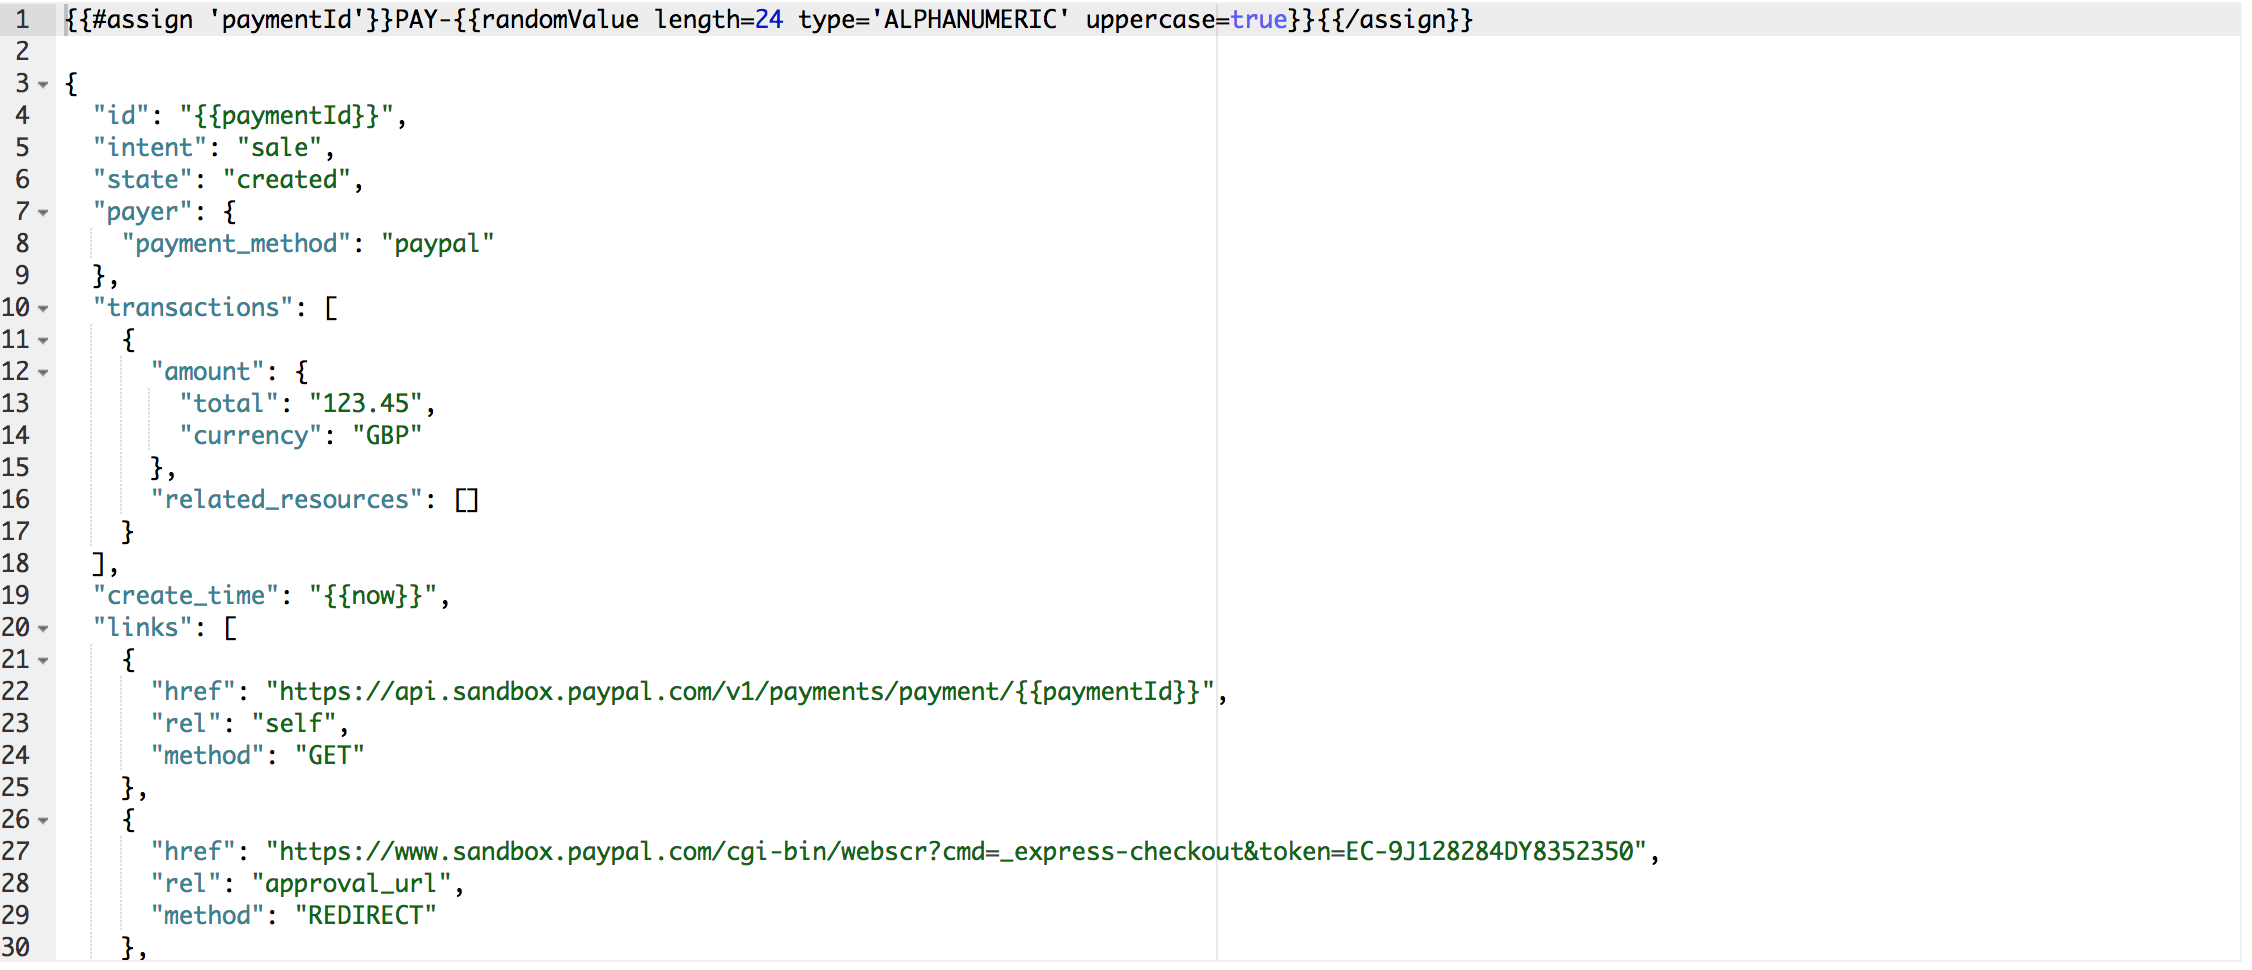 1 {{#assign 'paymentId'}}PAY-{{randomValue length=24 type='ALPHANUMERIC' uppercase=true}}{{/assign}}
2
3 {
4   "id": "{{paymentId}}",
5   "intent": "sale",
6   "state": "created",
7   "payer": {
8     "payment_method": "paypal"
9   },
10   "transactions": [
11     {
12       "amount": {
13         "total": "123.45",
14         "currency": "GBP"
15       },
16       "related_resources": []
17     }
18   ],
19   "create_time": "{{now}}",
20   "links": [
21     {
22       "href": "https://api.sandbox.paypal.com/v1/payments/payment/{{paymentId}}",
23       "rel": "self",
24       "method": "GET"
25     },
26     {
27       "href": "https://www.sandbox.paypal.com/cgi-bin/webscr?cmd=_express-checkout&token=EC-9J128284DY8352350",
28       "rel": "approval_url",
29       "method": "REDIRECT"
30     },